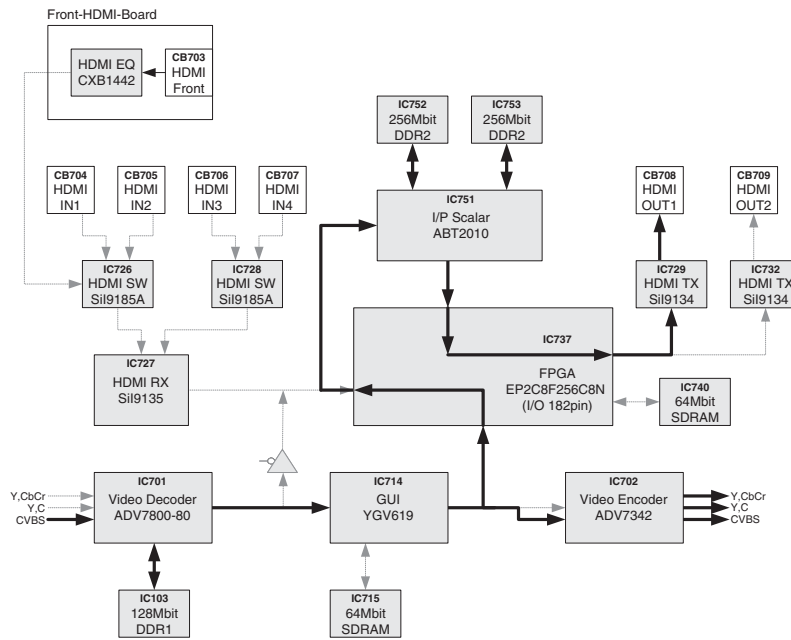 Front-HDMI-Board
HDMI EQ
CXB1442
CB703
HDMI
Front
IC752
256Mbit
DDR2
IC753
256Mbit
DDR2
CB704
HDMI
IN1
CB705
HDMI
IN2
CB706
HDMI
IN3
CB707
HDMI
IN4
IC751
I/P Scalar
ABT2010
CB708
HDMI
OUT1
CB709
HDMI
OUT2
IC726
HDMI SW
SiI9185A
IC728
HDMI SW
SiI9185A
IC729
HDMI TX
SiI9134
IC732
HDMI TX
SiI9134
IC727
HDMI RX
SiI9135
IC737
FPGA
EP2C8F256C8N
(I/O 182pin)
IC740
64Mbit
SDRAM
Y,CbCr
Y,C
CVBS
IC701
Video Decoder
ADV7800-80
IC714
GUI
YGV619
IC702
Video Encoder
ADV7342
Y,CbCr
Y,C
CVBS
IC103
128Mbit
DDR1
IC715
64Mbit
SDRAM